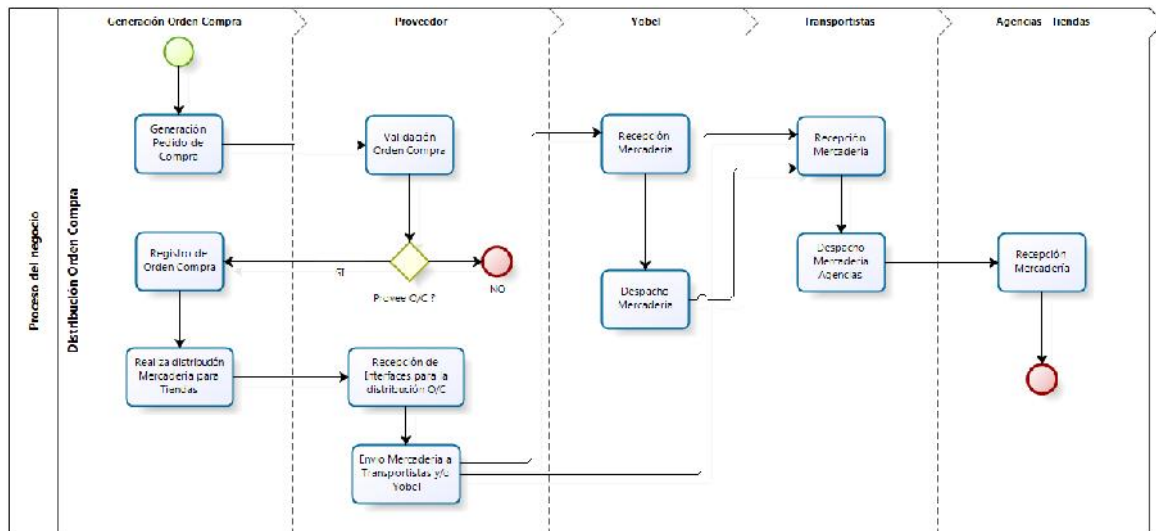 Generación Orden Compra
Proveedor
Yobel
Transportistas
Agencias Tiendas
Proceso del negocio
Distribución Orden Compra
Generación
Pedido de
Compra
Validación
Orden Compra
Recepción
Mercadería
Recepción
Mercadería
Registro de
Orden Compra
SI
NO
Provee O/C ?
Despacho
Mercadería
Despacho
Mercadería
Agencias
Recepción
Mercadería
Realiza distribución
Mercadería para
Tiendas
Recepción de
Interfaces para la
distribución O/C
Envío Mercadería a
Transportistas y/o
Yobel